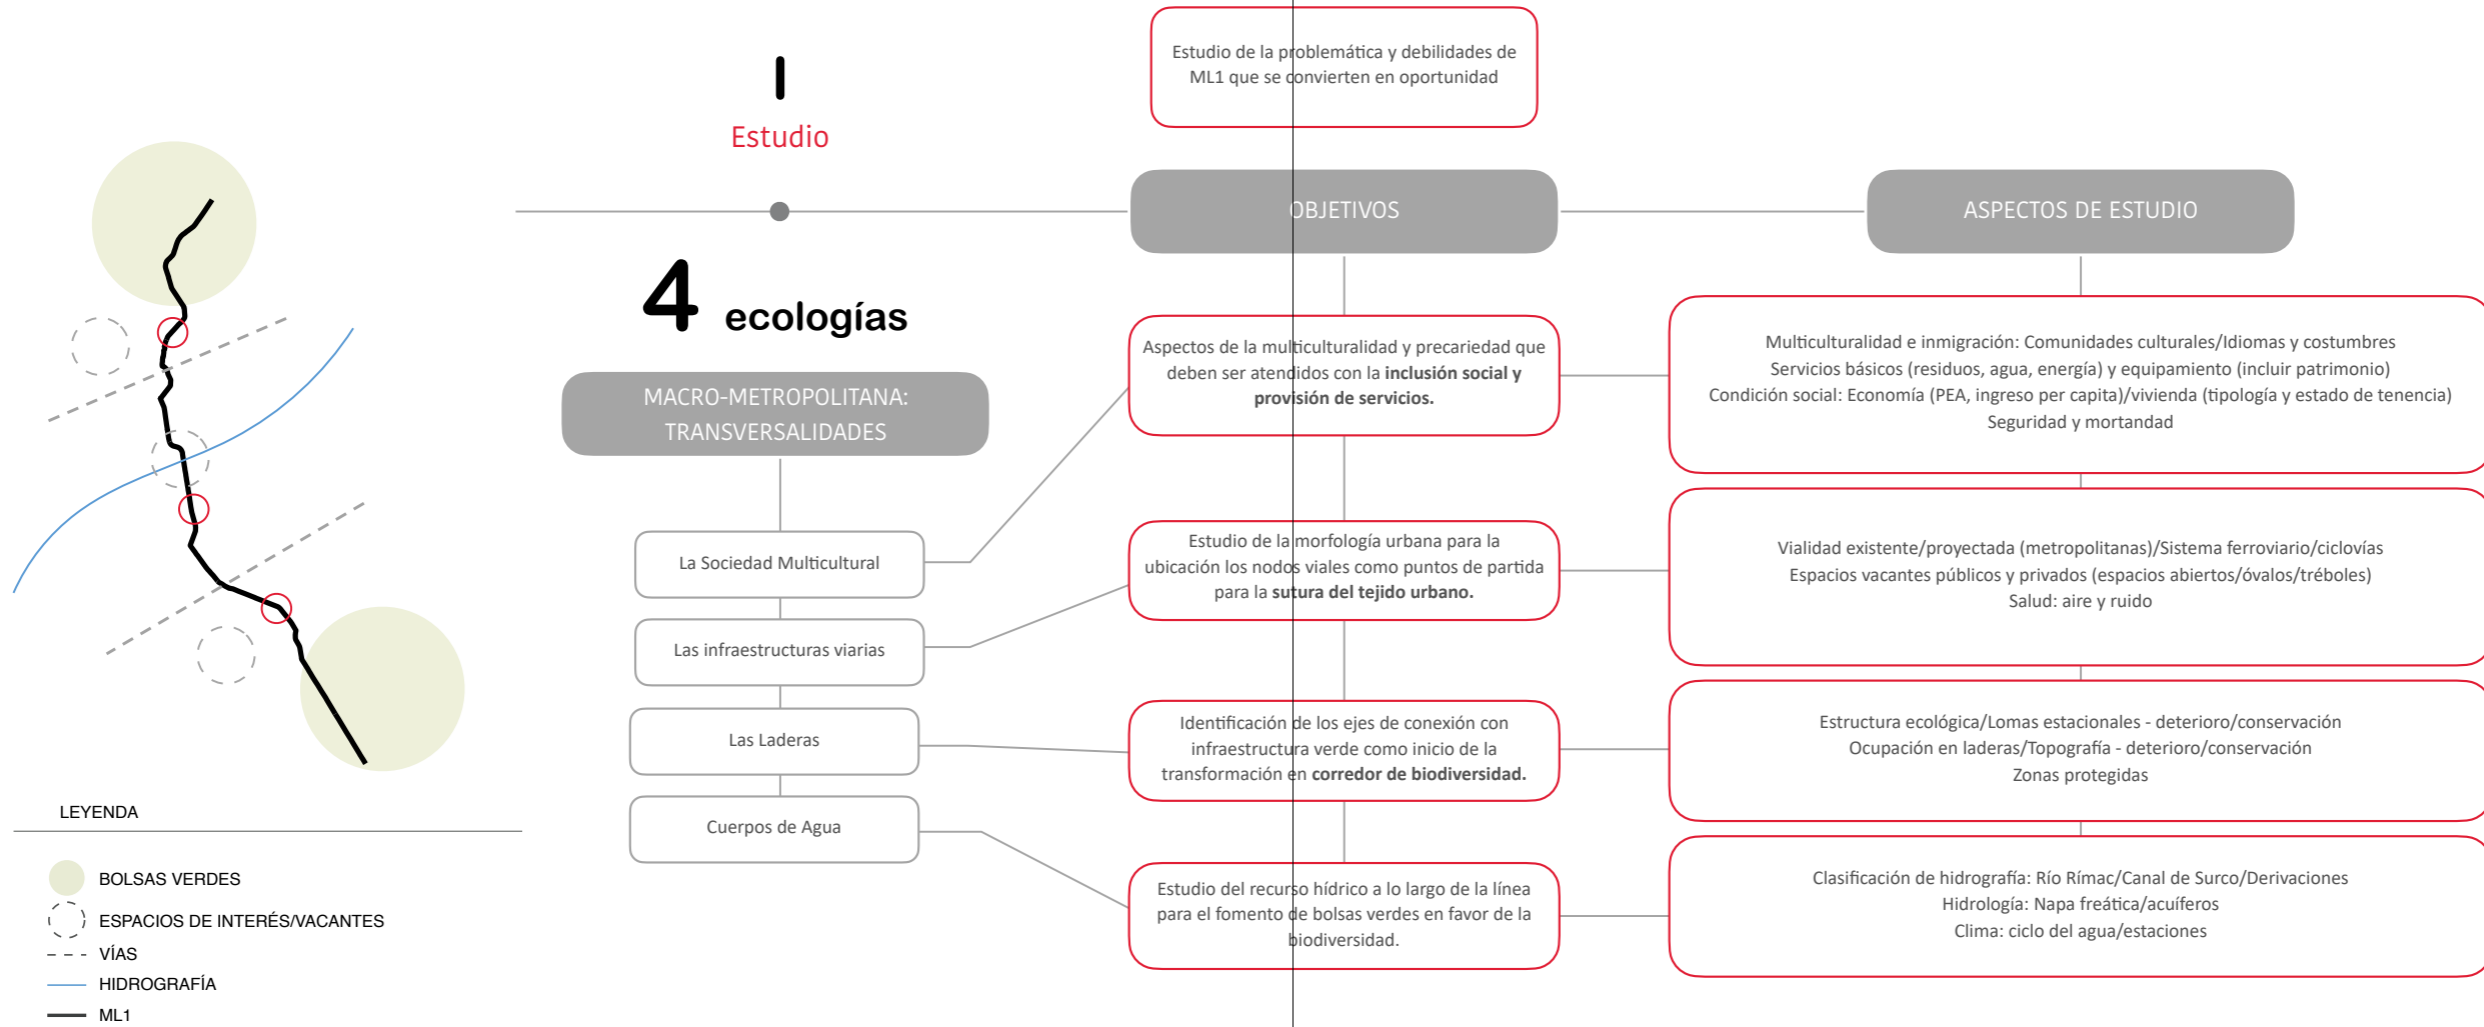 I
Estudio
4 ecologías
MACRO-METROPOLITANA:
TRANSVERSALIDADES
La Sociedad Multicultural
Las infraestructuras viarias
Las Laderas
Cuerpos de Agua
Estudio de la problemática y debilidades de
ML1 que se convierten en oportunidad
OBJETIVOS
Aspectos de la multiculturalidad y precariedad que
deben ser atendidos con la inclusión social y
provisión de servicios.
Estudio de la morfología urbana para la
ubicación los nodos viales como puntos de partida
para la sutura del tejido urbano.
Identificación de los ejes de conexión con
infraestructura verde como inicio de la
transformación en corredor de biodiversidad.
Estudio del recurso hídrico a lo largo de la línea
para el fomento de bolsas verdes en favor de la
biodiversidad.
ASPECTOS DE ESTUDIO
Multiculturalidad e inmigración: Comunidades culturales/Idiomas y costumbres
Servicios básicos (residuos, agua, energía) y equipamiento (incluir patrimonio)
Condición social: Economía (PEA, ingreso per capita)/vivienda (tipología y estado de tenencia)
Seguridad y mortandad
Vialidad existente/proyectada (metropolitanas)/Sistema ferroviario/ciclovías
Espacios vacantes públicos y privados (espacios abiertos/óvalos/tréboles)
Salud: aire y ruido
Estructura ecológica/Lomas estacionales - deterioro/conservación
Ocupación en laderas/Topografía - deterioro/conservación
Zonas protegidas
Clasificación de hidrografía: Río Rímac/Canal de Surco/Derivaciones
Hidrología: Napa freática/acuíferos
Clima: ciclo del agua/estaciones
LEYENDA
BOLSAS VERDES
ESPACIOS DE INTERÉS/VACANTES
VÍAS
HIDROGRAFÍA
ML1